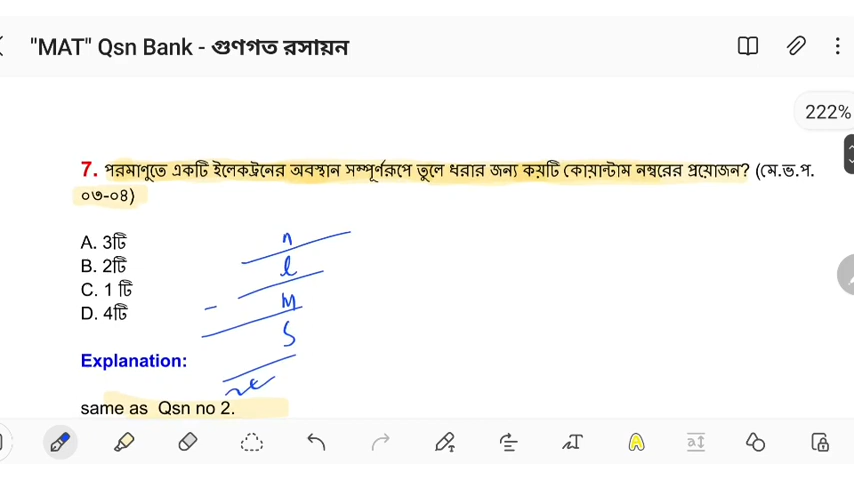 "MAT" Qsn Bank - গুণগত রসায়ন
222%
7. পরমাণুতে একটি ইলেকট্রনের অবস্থান সম্পূর্ণরূপে তুলে ধরার জন্য কয়টি কোয়ান্টাম নম্বরের প্রয়োজন? (মে.ভ.প.
০৩-০৪)
A. 3টি
B. 2টি
C. 1 টি
D. 4টি
n
l
m
s
Explanation:
same as Qsn no 2.